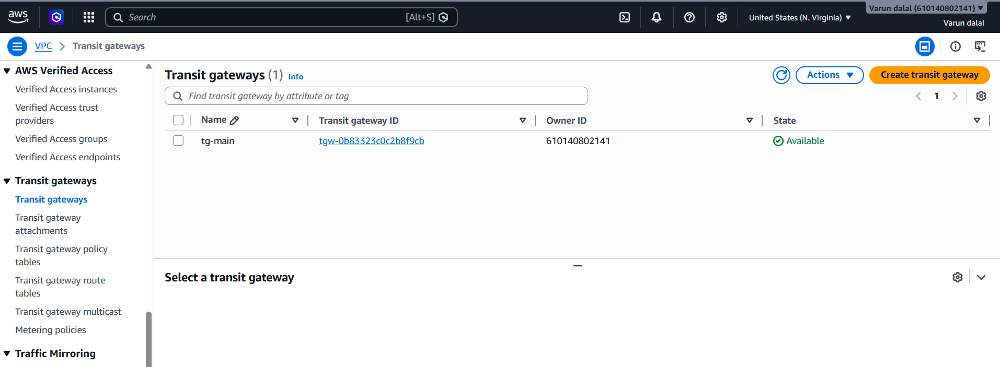 aws
Search
[Alt+S]
United States (N. Virginia)
Varun dalal (610140802141)
Varun dalal
VPC
Transit gateways
AWS Verified Access
Verified Access instances
Verified Access trust
providers
Verified Access groups
Verified Access endpoints
Transit gateways
Transit gateways
Transit gateway
attachments
Transit gateway policy
tables
Transit gateway route
tables
Transit gateway multicast
Metering policies
Traffic Mirroring
Transit gateways (1) Info
Actions
Create transit gateway
Find transit gateway by attribute or tag
1
Name
Transit gateway ID
Owner ID
State
tg-main
tgw-0b83323c0c2b8f9cb
610140802141
Available
Select a transit gateway